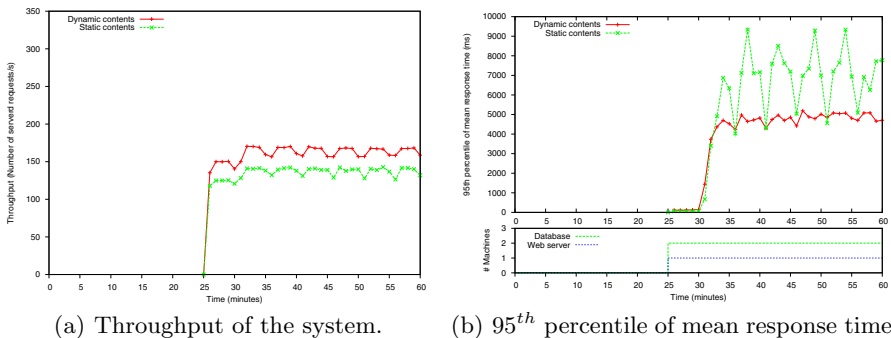 Dynamic contents
Static contents
Throughput (Number of serverd requests/s)
350
300
250
200
150
100
50
0
0 5 10 15 20 25 30 35 40 45 50 55 60
Time (minutes)
(a) Throughput of the system.
Dynamic contents
Static contents
95th percentile of mean response time (ms)
10000
9000
8000
7000
6000
5000
4000
3000
2000
1000
0
0 5 10 15 20 25 30 35 40 45 50 55 60
Database
Web server
# Machines
3
2
1
0
0 5 10 15 20 25 30 35 40 45 50 55 60
Time (minutes)
(b) 95th percentile of mean response time